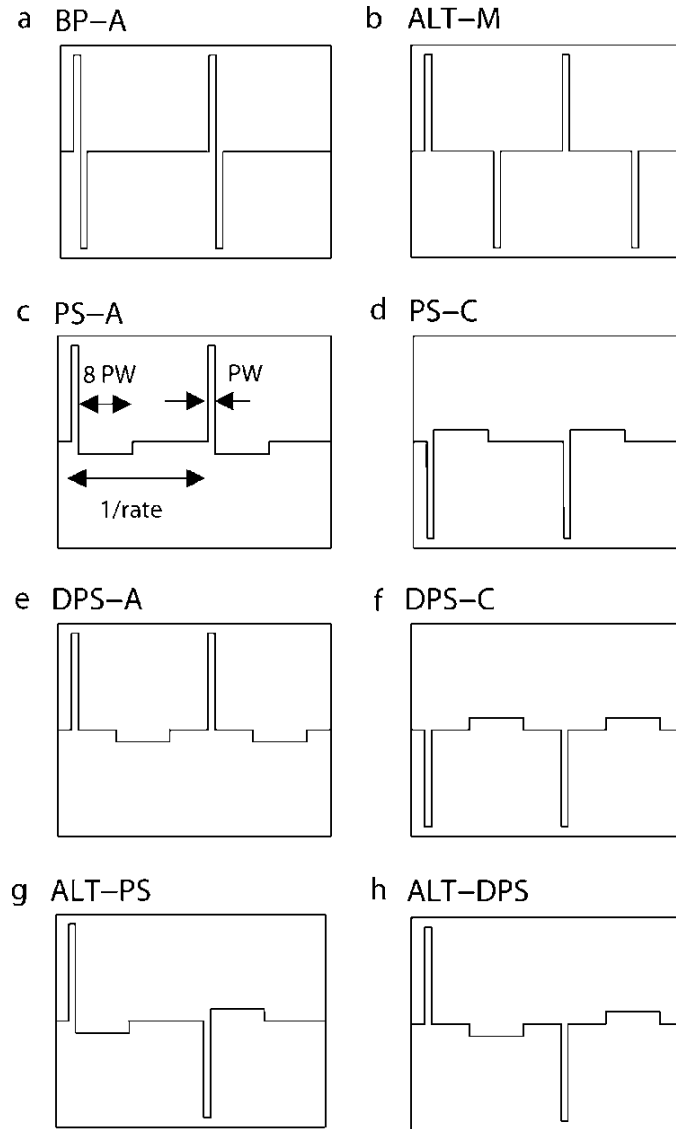 a BP–A
b ALT–M
c PS–A
8 PW
PW
1/rate
d PS–C
e DPS–A
f DPS–C
g ALT–PS
h ALT–DPS